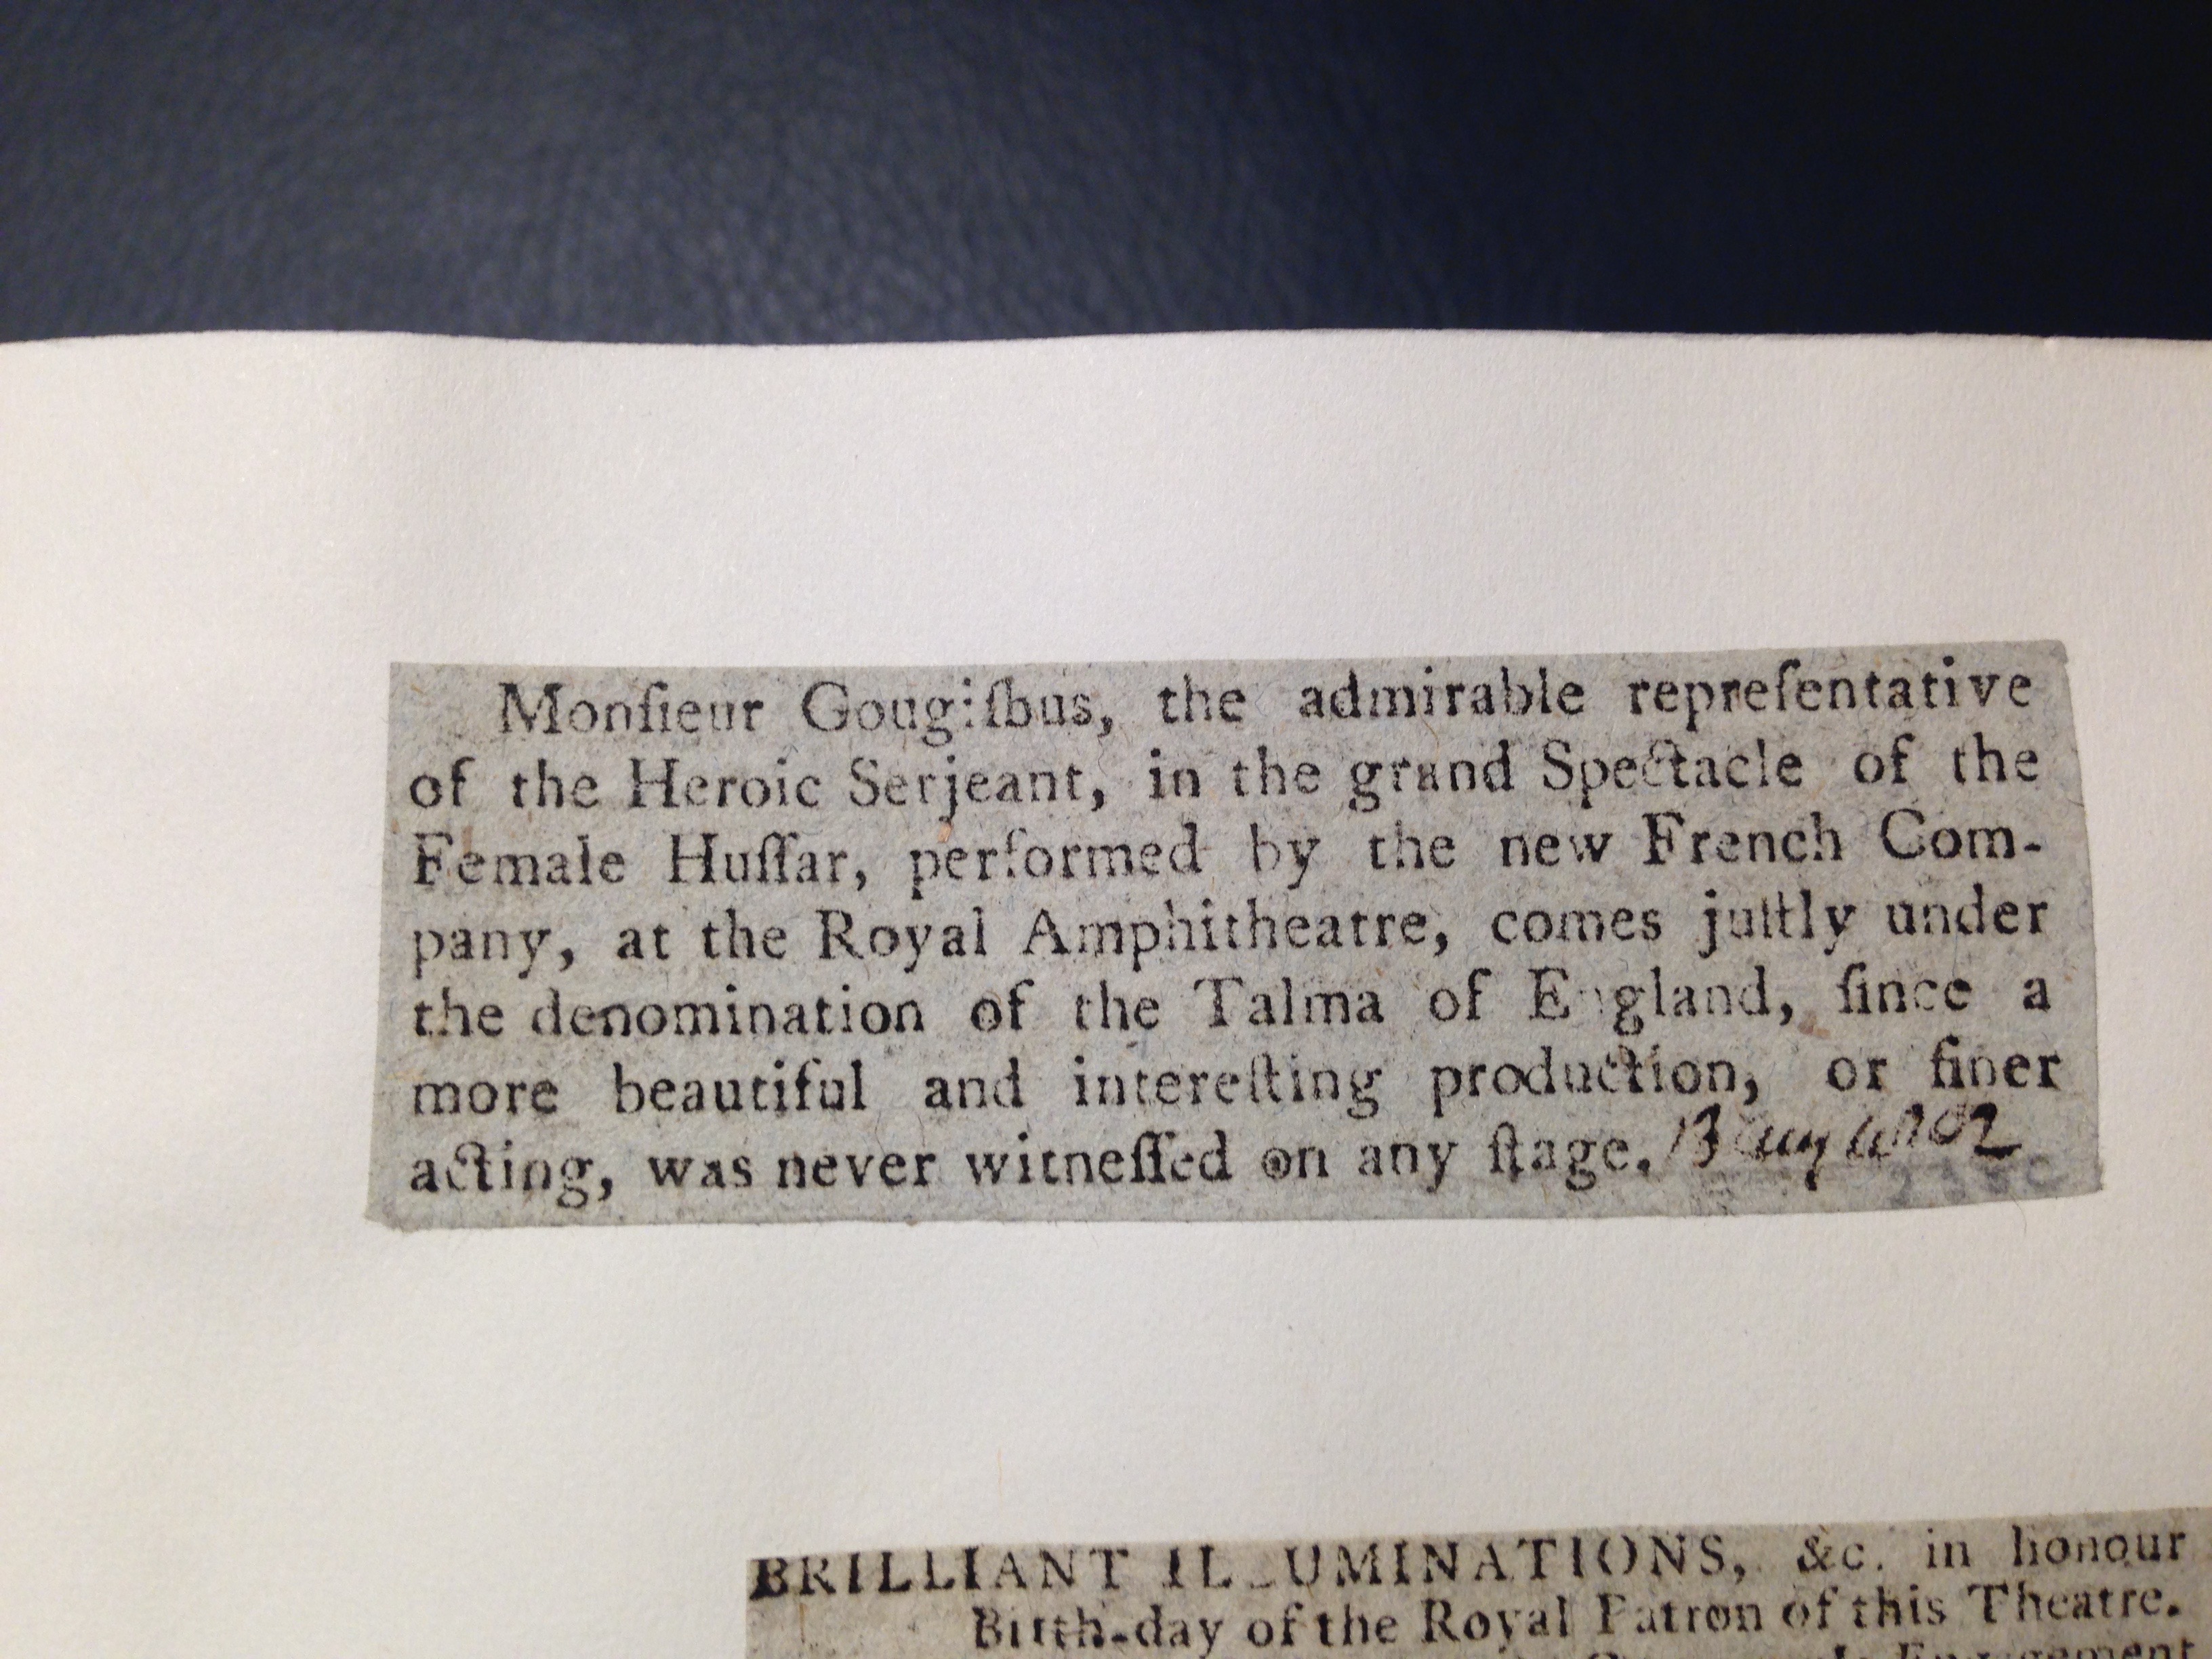 Monſieur Gougiſbus, the admirable repreſentative
of the Heroic Serjeant, in the grand Spectacle of the
Female Huſſar, performed by the new French Com-
pany, at the Royal Amphitheatre, comes juſtly under
the denomination of the Talma of England, ſince a
more beautiful and intereſting production, or finer
acting, was never witneſſed on any ſtage. 13 aug 1802
BRILLIANT ILLUMINATIONS, &c. in honour
Birth-day of the Royal Patron of this Theatre.